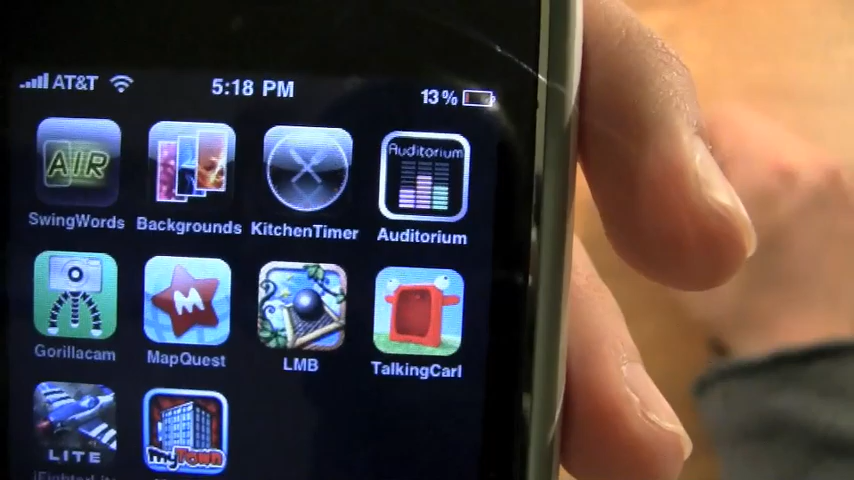 AT&T 5:18 PM 13%
AIR Auditorium
SwingWords Backgrounds KitchenTimer Auditorium
M
Gorillacam MapQuest LMB TalkingCarl
LITE myTown